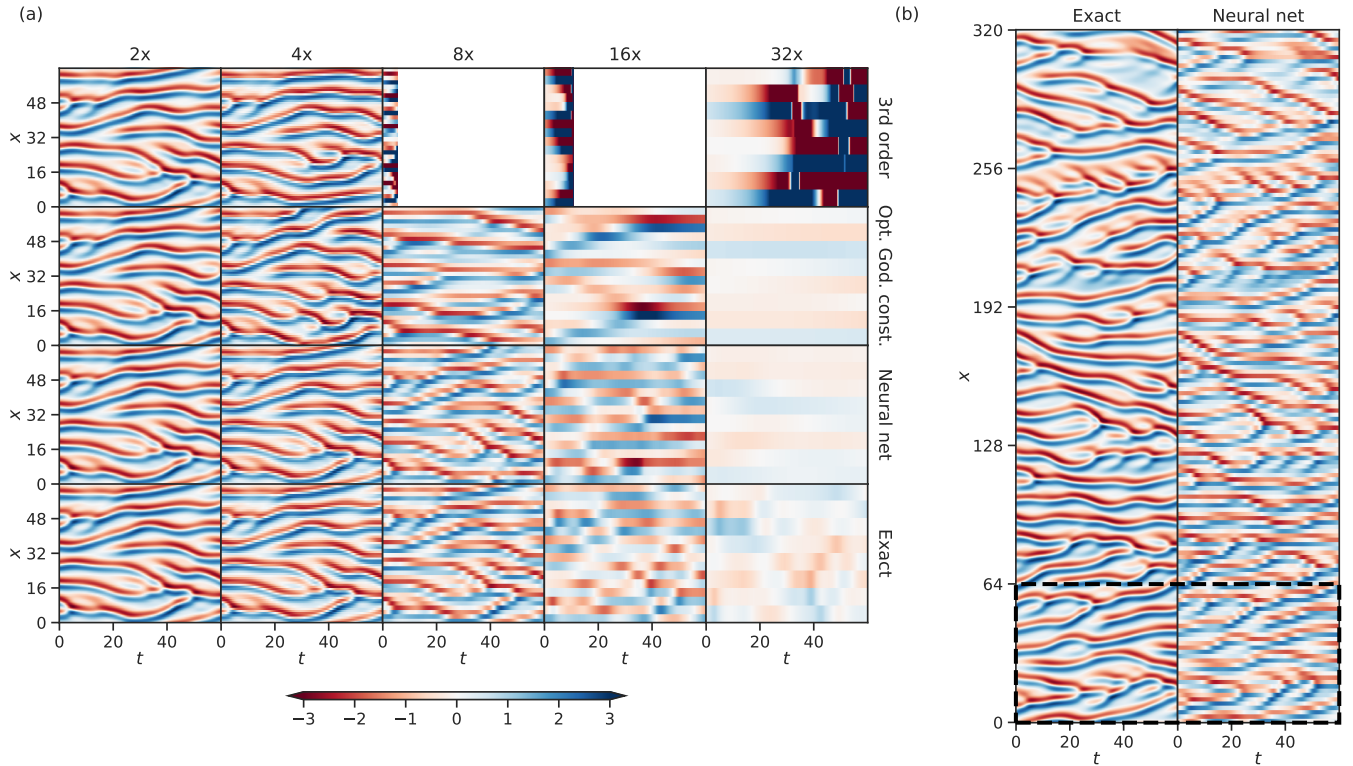 (a)
2x 4x 8x 16x 32x
x 48 32 16 0
3rd order
x 48 32 16 0
Opt. God. const.
x 48 32 16 0
Neural net
x 48 32 16 0
Exact
0 20 40 0 20 40 0 20 40 0 20 40 0 20 40
t t t t t
−3 −2 −1 0 1 2 3
(b)
Exact Neural net
320
256
192
x
128
64
0
0 20 40 0 20 40
t t